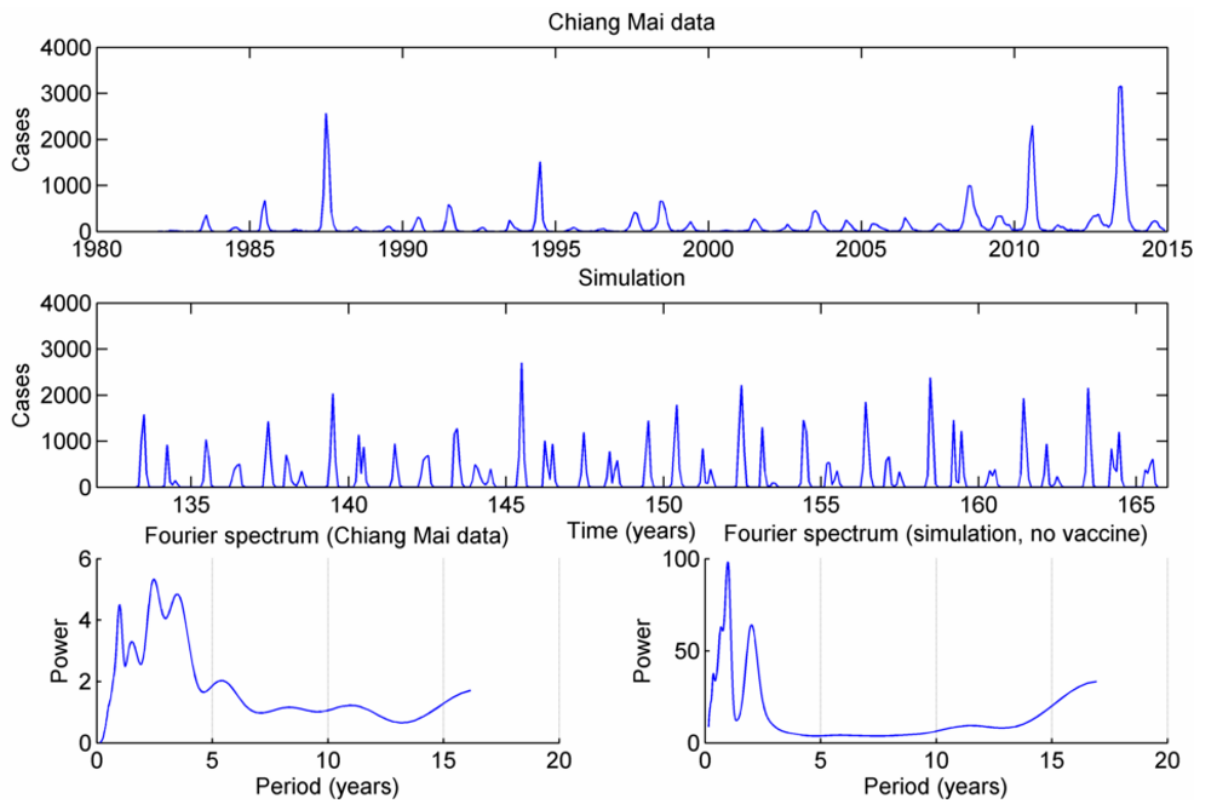 Chiang Mai data
4000
3000
2000
1000
0
Cases
1980 1985 1990 1995 2000 2005 2010 2015
Simulation
4000
3000
2000
1000
0
Cases
135 140 145 150 155 160 165
Time (years)
Fourier spectrum (Chiang Mai data)
6
4
2
0
Power
0 5 10 15 20
Period (years)
Fourier spectrum (simulation, no vaccine)
100
50
0
Power
0 5 10 15 20
Period (years)